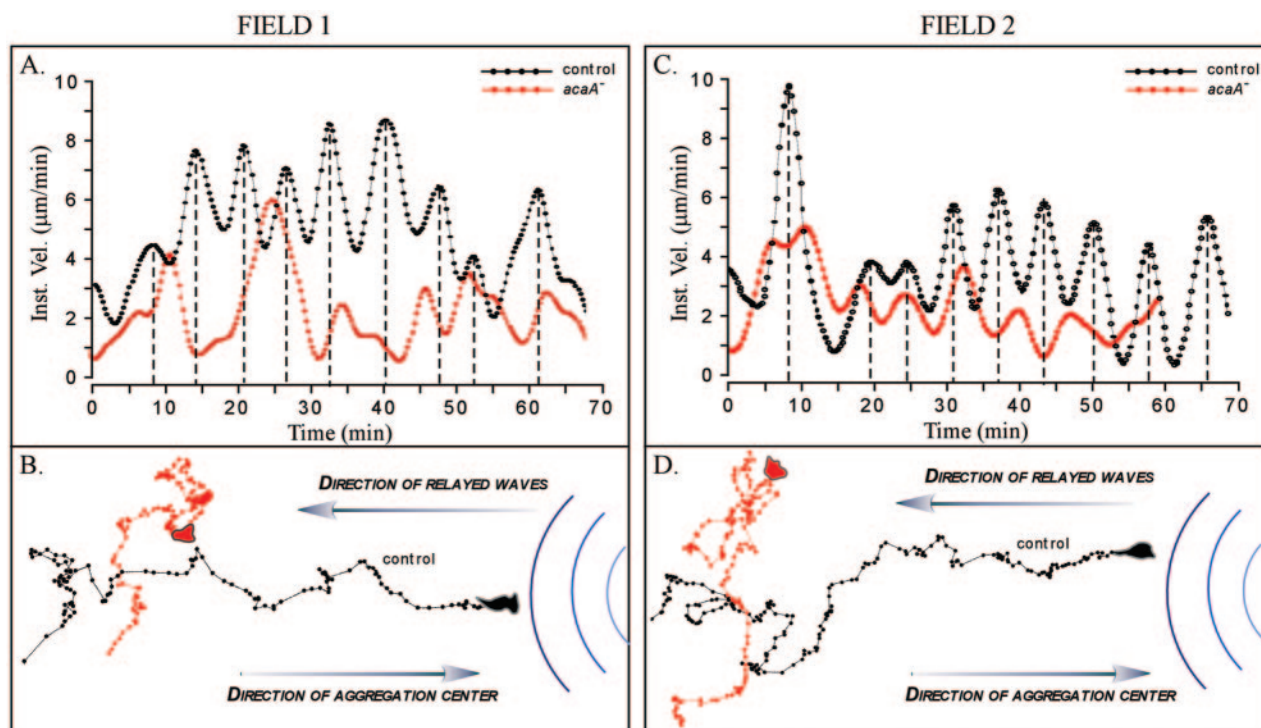 FIELD 1
FIELD 2
A.
control
acaA⁻
10
8
6
4
2
0
Inst. Vel. (µm/min)
0 10 20 30 40 50 60 70
Time (min)
C.
control
acaA⁻
10
8
6
4
2
0
Inst. Vel. (µm/min)
0 10 20 30 40 50 60 70
Time (min)
B.
DIRECTION OF RELAYED WAVES
control
DIRECTION OF AGGREGATION CENTER
D.
DIRECTION OF RELAYED WAVES
control
DIRECTION OF AGGREGATION CENTER